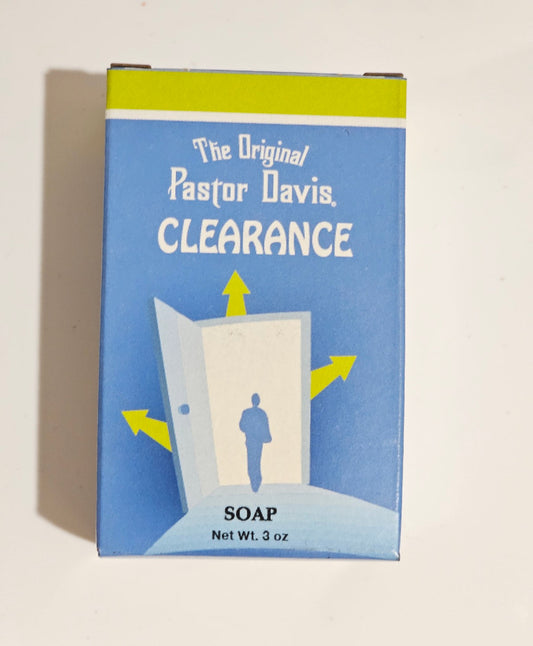 The Original
Pastor Davis.
CLEARANCE
SOAP
Net Wt. 3 oz